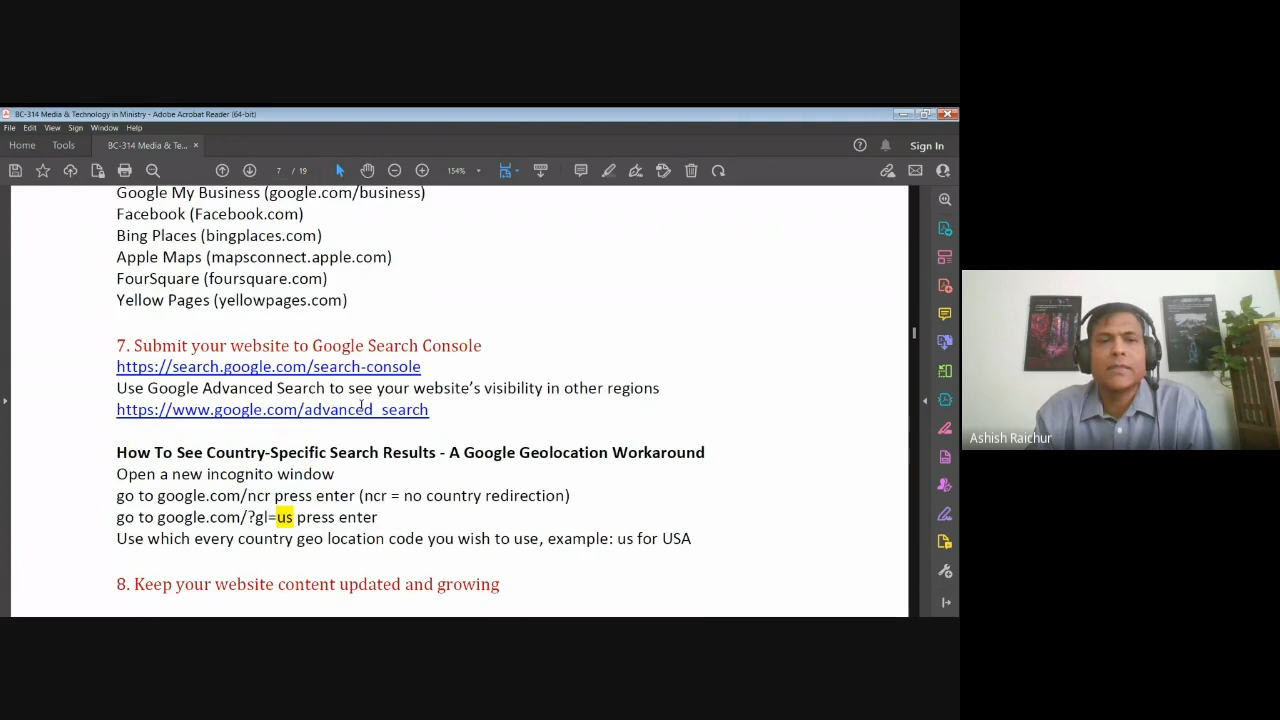 BC-314 Media & Technology in Ministry - Adobe Acrobat Reader (64-bit)
File Edit View Sign Window Help
Home Tools BC-314 Media & Te... × Sign In
7 / 19 154%
Google My Business (google.com/business)
Facebook (Facebook.com)
Bing Places (bingplaces.com)
Apple Maps (mapsconnect.apple.com)
FourSquare (foursquare.com)
Yellow Pages (yellowpages.com)
7. Submit your website to Google Search Console
https://search.google.com/search-console
Use Google Advanced Search to see your website’s visibility in other regions
https://www.google.com/advanced_search
How To See Country-Specific Search Results - A Google Geolocation Workaround
Open a new incognito window
go to google.com/ncr press enter (ncr = no country redirection)
go to google.com/?gl=us press enter
Use which every country geo location code you wish to use, example: us for USA
8. Keep your website content updated and growing
Ashish Raichur